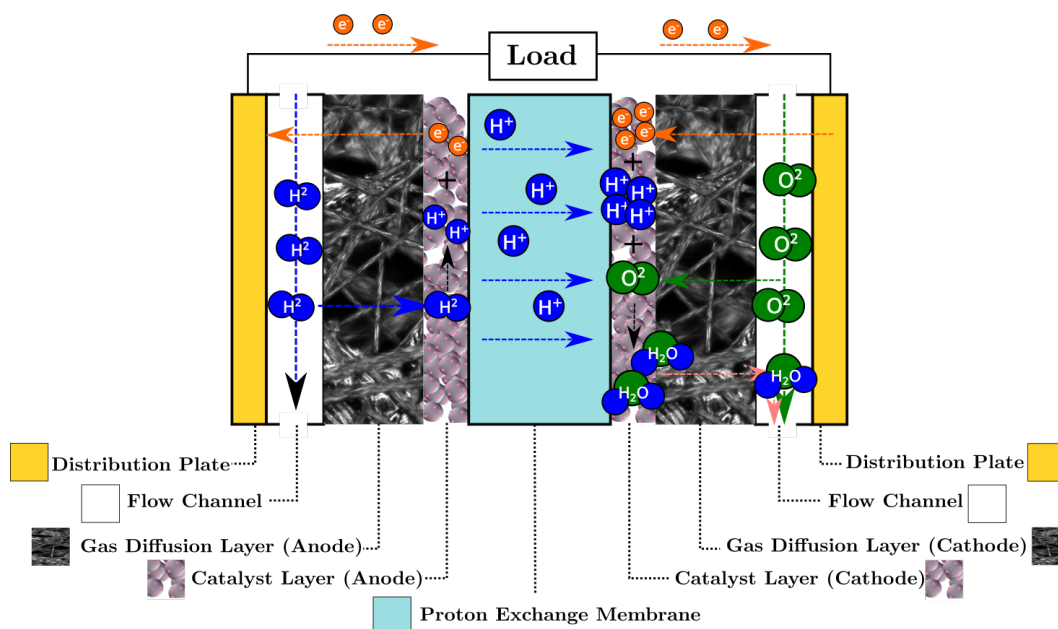 e⁻ e⁻ e⁻ e⁻
Load
H⁺ e⁻ e⁻ e⁻
e⁻ e⁻ H⁺ e⁻ e⁻
+ +
H² H⁺ H⁺ H⁺ O²
H⁺ H⁺ H⁺
H² H⁺ H⁺ + O²
H² H² H⁺ O² O²
H₂O H₂O
H₂O
Distribution Plate Distribution Plate
Flow Channel Flow Channel
Gas Diffusion Layer (Anode) Gas Diffusion Layer (Cathode)
Catalyst Layer (Anode) Catalyst Layer (Cathode)
Proton Exchange Membrane